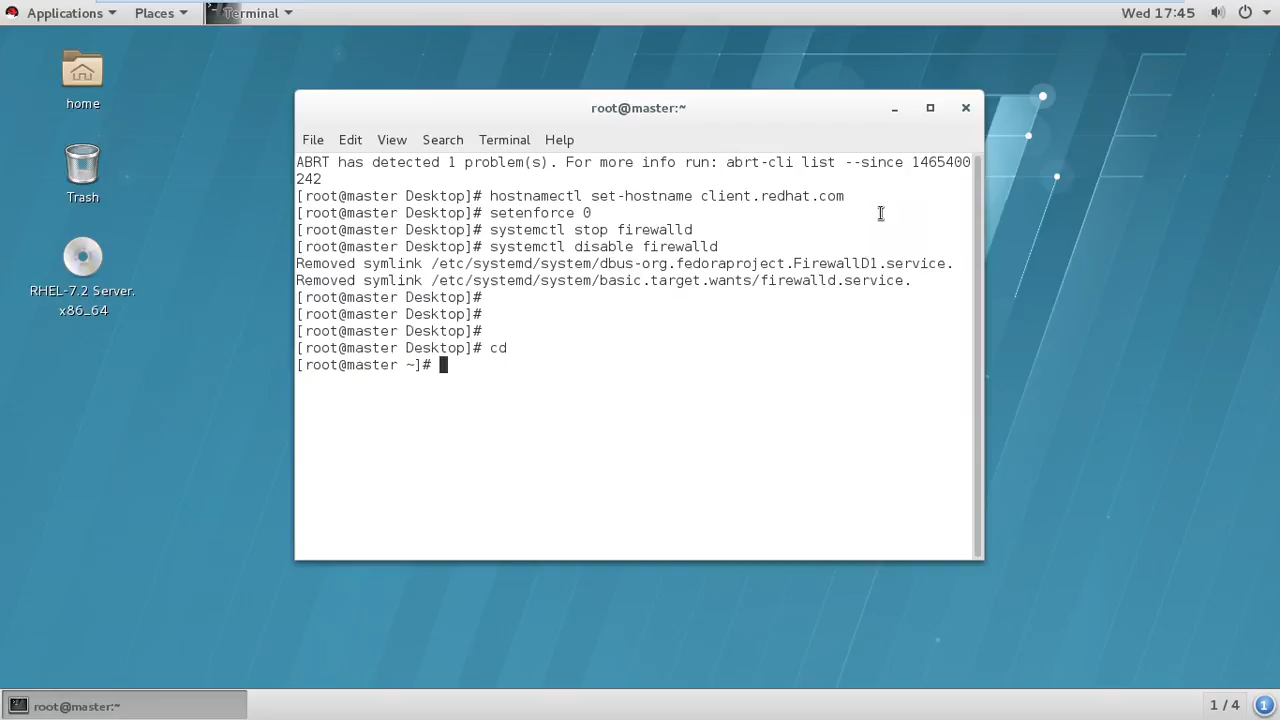 Applications Places Terminal Wed 17:45
home
Trash
RHEL-7.2 Server.
x86_64
root@master:~
File Edit View Search Terminal Help
ABRT has detected 1 problem(s). For more info run: abrt-cli list --since 1465400
242
[root@master Desktop]# hostnamectl set-hostname client.redhat.com
[root@master Desktop]# setenforce 0
[root@master Desktop]# systemctl stop firewalld
[root@master Desktop]# systemctl disable firewalld
Removed symlink /etc/systemd/system/dbus-org.fedoraproject.FirewallD1.service.
Removed symlink /etc/systemd/system/basic.target.wants/firewalld.service.
[root@master Desktop]#
[root@master Desktop]#
[root@master Desktop]#
[root@master Desktop]# cd
[root@master ~]#
root@master:~ 1 / 4 1